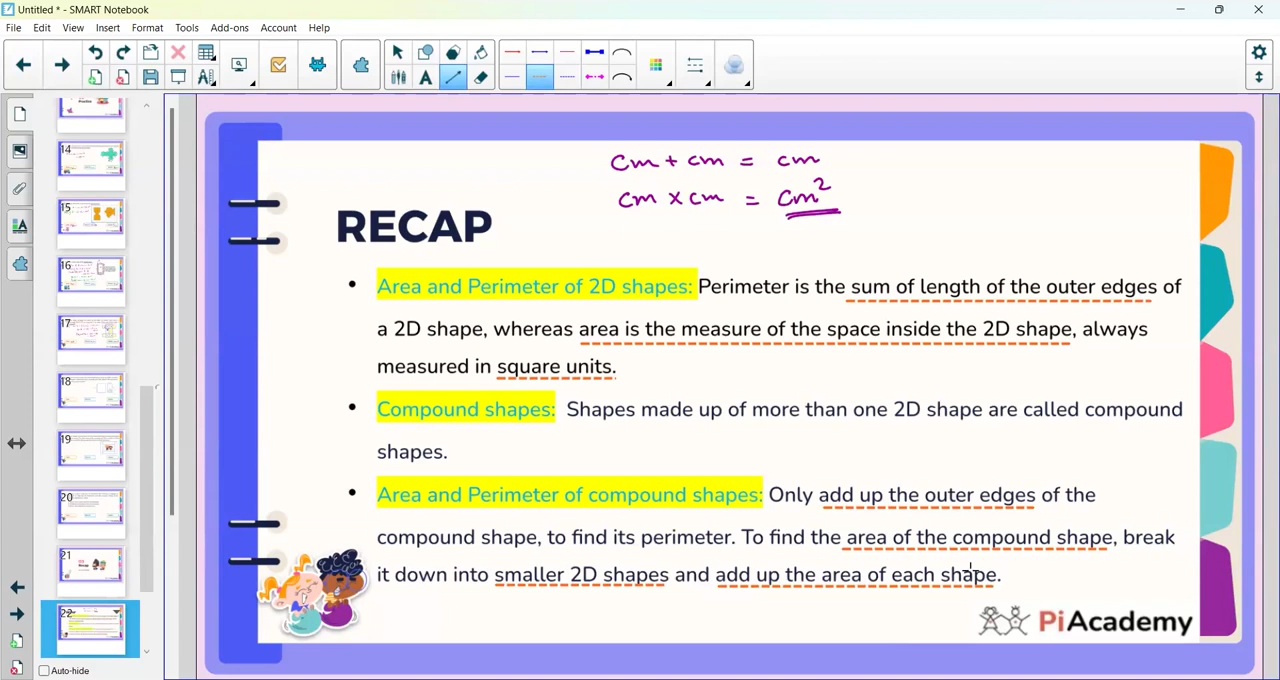 Untitled * - SMART Notebook
File Edit View Insert Format Tools Add-ons Account Help
cm + cm = cm
cm x cm = cm²
RECAP
• Area and Perimeter of 2D shapes: Perimeter is the sum of length of the outer edges of
a 2D shape, whereas area is the measure of the space inside the 2D shape, always
measured in square units.
• Compound shapes: Shapes made up of more than one 2D shape are called compound
shapes.
• Area and Perimeter of compound shapes: Only add up the outer edges of the
compound shape, to find its perimeter. To find the area of the compound shape, break
it down into smaller 2D shapes and add up the area of each shape.
PiAcademy
14
15
16
17
18
19
20
21
22
Auto-hide